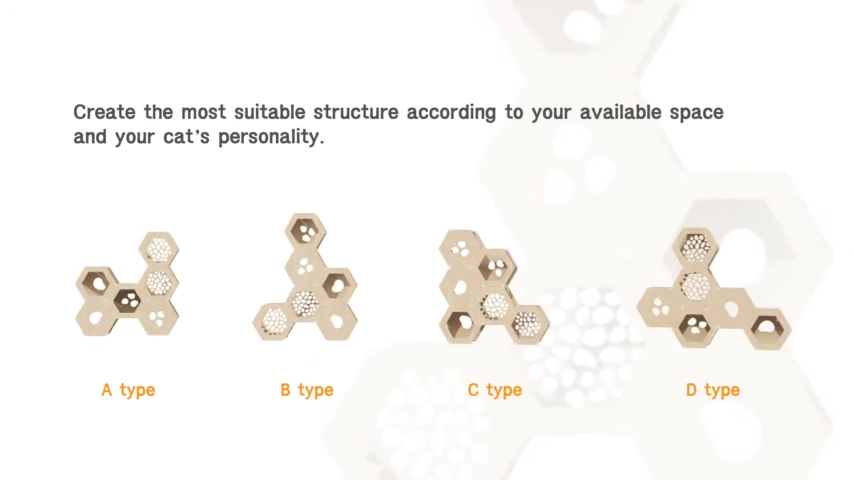 Create the most suitable structure according to your available space
and your cat's personality.
A type
B type
C type
D type